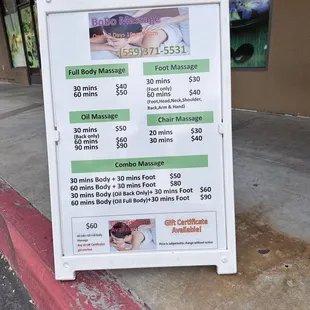 Bobo Massage
(559)371-5531
Full Body Massage
30 mins $40
60 mins $50
Foot Massage
30 mins $30
(Foot only)
60 mins $40
(Foot,Head,Neck,Shoulder,
Back,Arm & Hand)
Oil Massage
30 mins $50
(Back only)
60 mins $60
90 mins $90
Chair Massage
20 mins $30
30 mins $40
Combo Massage
30 mins Body + 30 mins Foot $50
60 mins Body + 30 mins Foot $80
30 mins Body (Oil Back Only)+30 mins Foot $60
60 mins Body (Oil Full Body)+30 mins Foot $90
$60
Massage
Gift Certificate
Available!